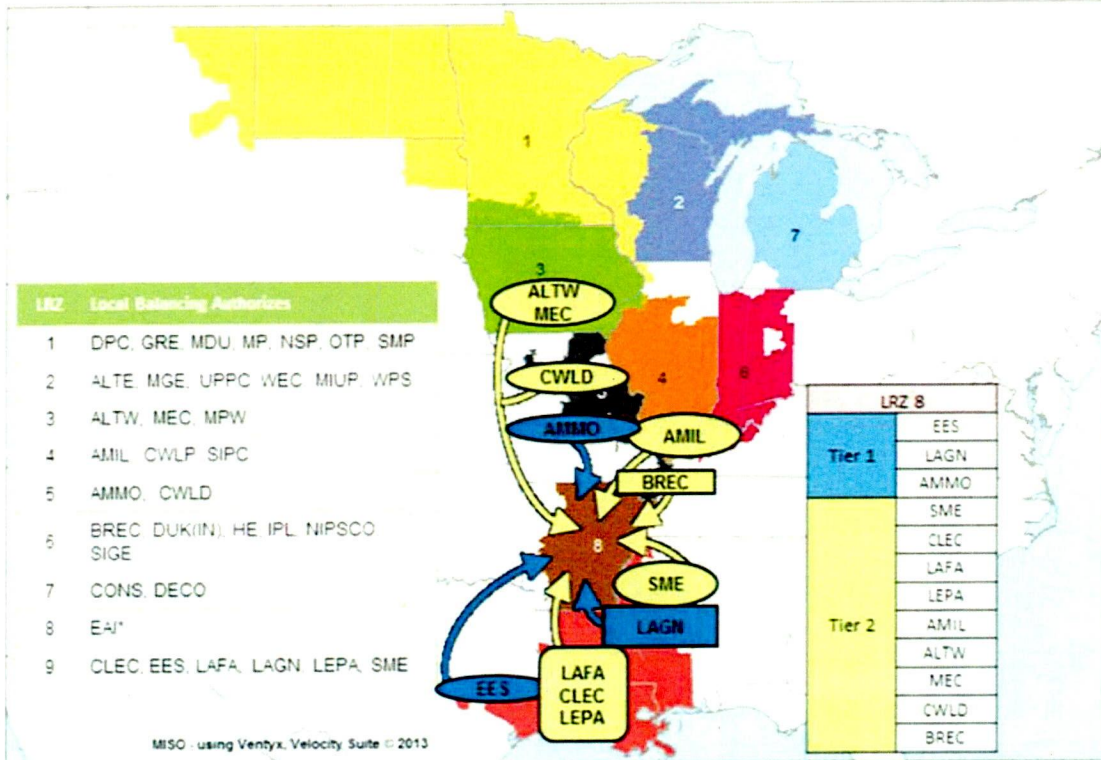 1
2
7
3
ALTW
MEC
CWLD
4
6
AMMO
AMIL
BREC
8
SME
LAGN
EES
LAFA
CLEC
LEPA
LRZ Local Balancing Authorizes
1 DPC, GRE, MDU, MP, NSP, OTP, SMP
2 ALTE, MGE, UPPC, WEC, MIUP, WPS
3 ALTW, MEC, MPW
4 AMIL, CWLP, SIPC
5 AMMO, CWLD
6 BREC, DUK(IN), HE, IPL, NIPSCO
SIGE
7 CONS, DECO
8 EAI*
9 CLEC, EES, LAFA, LAGN, LEPA, SME
MISO - using Ventyx, Velocity Suite © 2013
LRZ 8
Tier 1
EES
LAGN
AMMO
Tier 2
SME
CLEC
LAFA
LEPA
AMIL
ALTW
MEC
CWLD
BREC